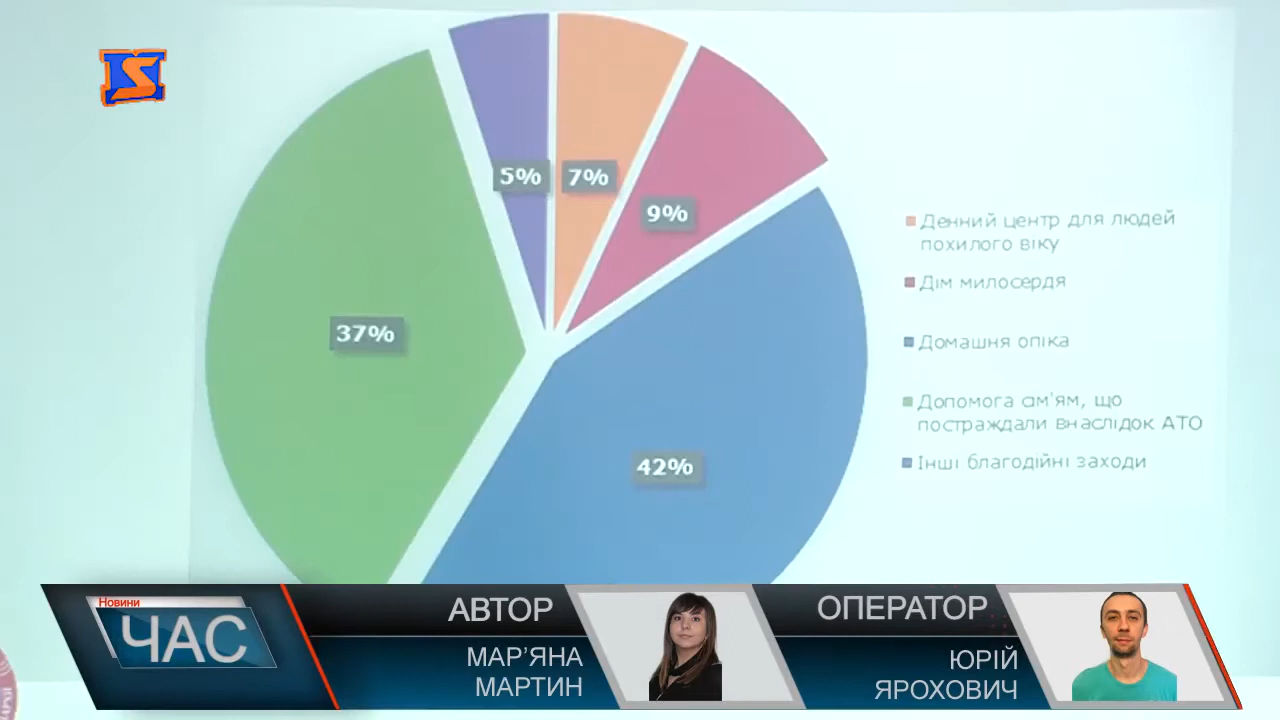 5%
7%
9%
37%
42%
Денний центр для людей
похилого віку
Дім милосердя
Домашня опіка
Допомога сім'ям, що
постраждали внаслідок АТО
Інші благодійні заходи
Новини
ЧАС
АВТОР
МАР’ЯНА
МАРТИН
ОПЕРАТОР
ЮРІЙ
ЯРОХОВИЧ